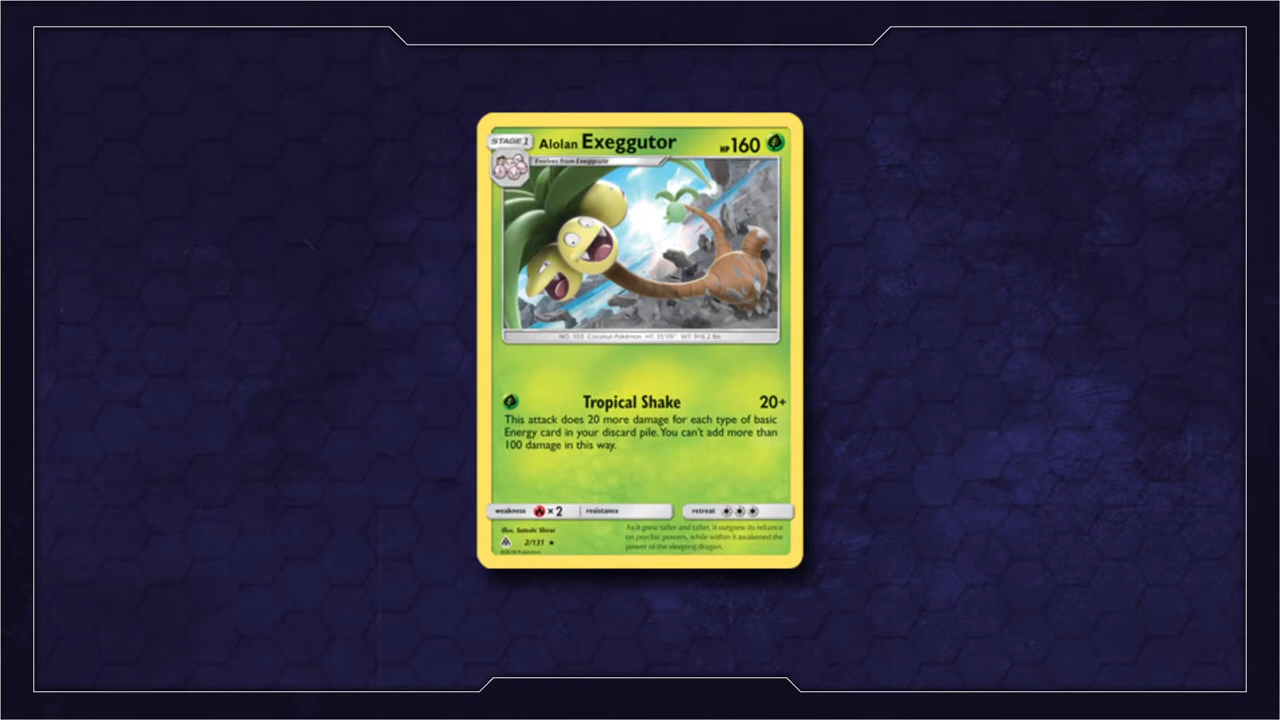 STAGE 1 Alolan Exeggutor HP 160
Evolves from Exeggcute
NO. 103 Coconut Pokémon HT: 35'09" WT: 916.2 lbs.
Tropical Shake 20+
This attack does 20 more damage for each type of basic
Energy card in your discard pile. You can't add more than
100 damage in this way.
weakness ×2 resistance retreat
Illus. Satoshi Shirai
2/131
©2018 Pokémon
As it grew taller and taller, it outgrew its reliance
on psychic powers, while within it awakened the
power of the sleeping dragon.